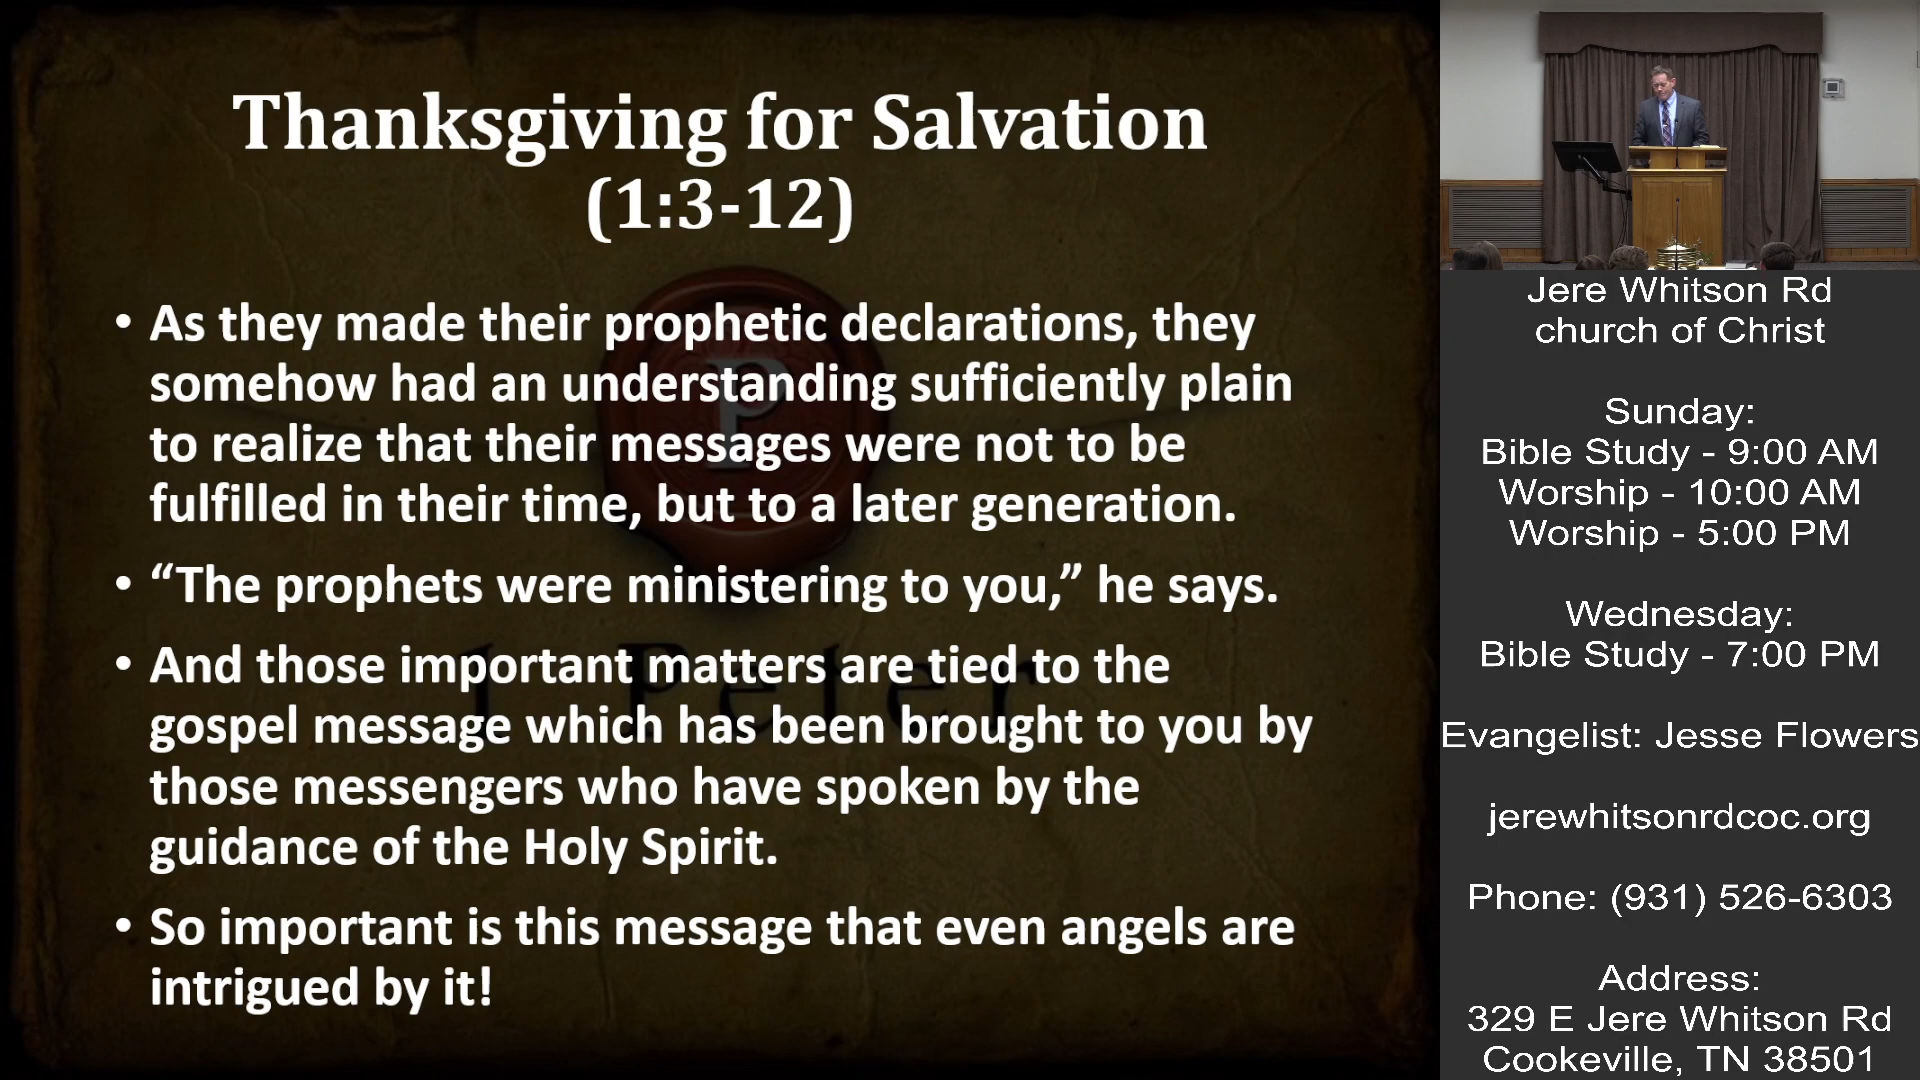 Thanksgiving for Salvation
(1:3-12)
• As they made their prophetic declarations, they
somehow had an understanding sufficiently plain
to realize that their messages were not to be
fulfilled in their time, but to a later generation.
• “The prophets were ministering to you,” he says.
• And those important matters are tied to the
gospel message which has been brought to you by
those messengers who have spoken by the
guidance of the Holy Spirit.
• So important is this message that even angels are
intrigued by it!
P
1 Peter
Jere Whitson Rd
church of Christ
Sunday:
Bible Study - 9:00 AM
Worship - 10:00 AM
Worship - 5:00 PM
Wednesday:
Bible Study - 7:00 PM
Evangelist: Jesse Flowers
jerewhitsonrdcoc.org
Phone: (931) 526-6303
Address:
329 E Jere Whitson Rd
Cookeville, TN 38501